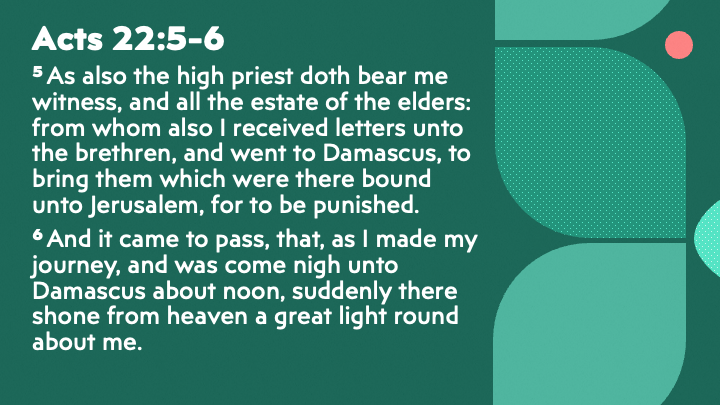 Acts 22:5-6
5 As also the high priest doth bear me
witness, and all the estate of the elders:
from whom also I received letters unto
the brethren, and went to Damascus, to
bring them which were there bound
unto Jerusalem, for to be punished.
6 And it came to pass, that, as I made my
journey, and was come nigh unto
Damascus about noon, suddenly there
shone from heaven a great light round
about me.